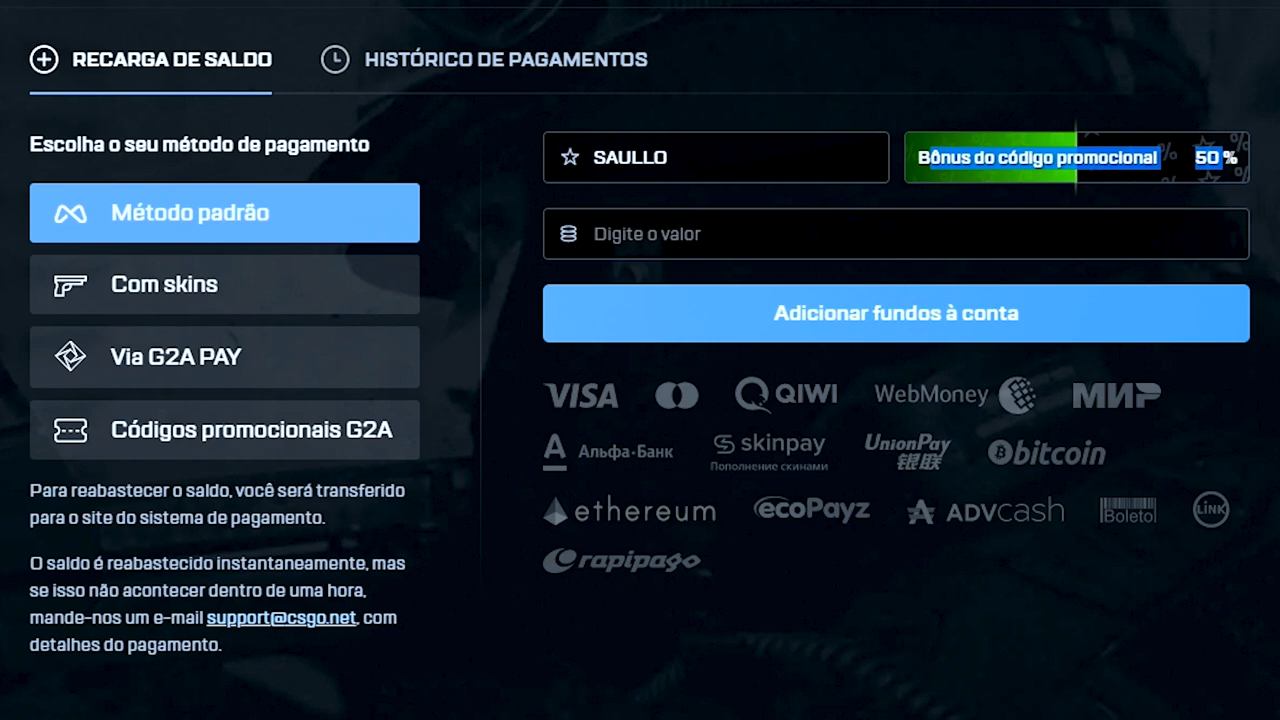 RECARGA DE SALDO
HISTÓRICO DE PAGAMENTOS
Escolha o seu método de pagamento
Método padrão
Com skins
Via G2A PAY
Códigos promocionais G2A
Para reabastecer o saldo, você será transferido
para o site do sistema de pagamento.
O saldo é reabastecido instantaneamente, mas
se isso não acontecer dentro de uma hora,
mande-nos um e-mail support@csgo.net, com
detalhes do pagamento.
SAULLO
Bônus do código promocional 50 %
Digite o valor
Adicionar fundos à conta
VISA QIWI WebMoney МИР
А Альфа·Банк skinpay UnionPay bitcoin
Пополнение скинами 银联
ethereum ecoPayz ADVcash Boleto LINK
rapipago